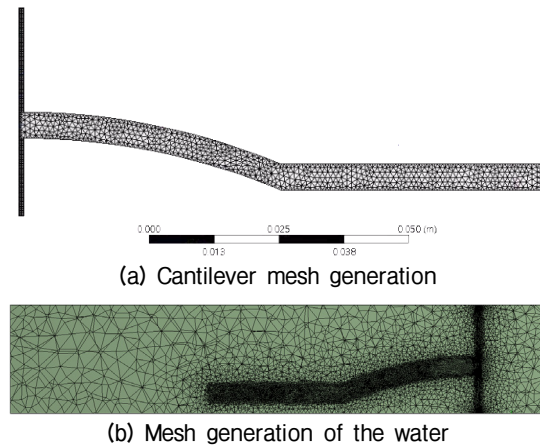 0.000 0.025 0.050 (m)
0.013 0.038
(a) Cantilever mesh generation
(b) Mesh generation of the water